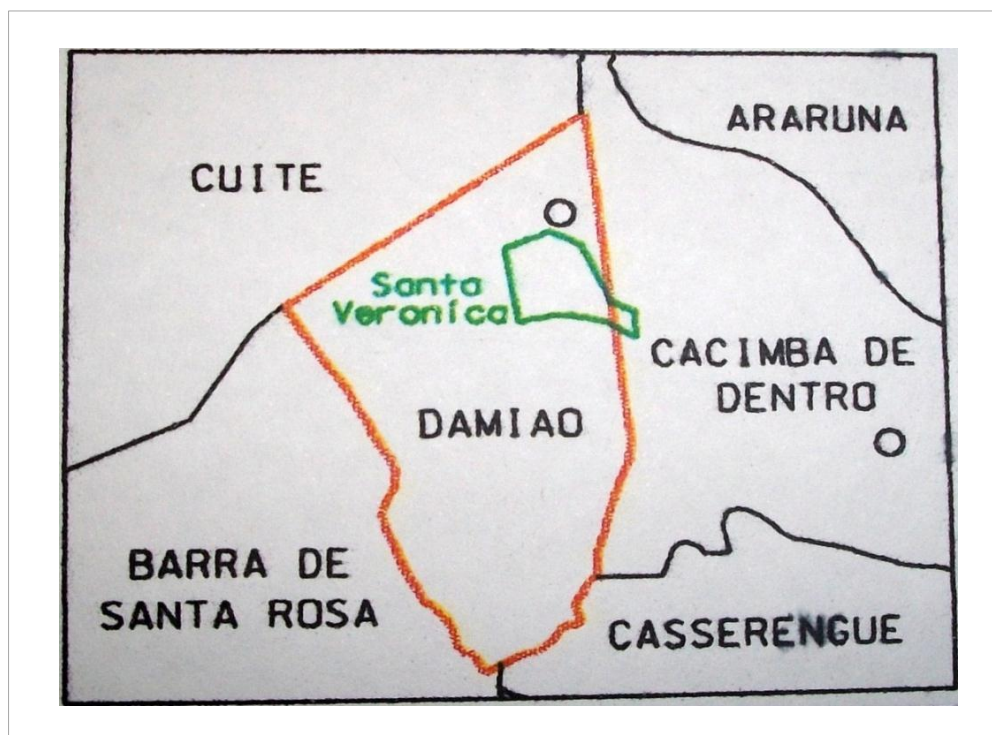 ARARUNA
CUITE
Santa
Veronica
CACIMBA DE
DENTRO
DAMIAO
BARRA DE
SANTA ROSA
CASSERENGUE